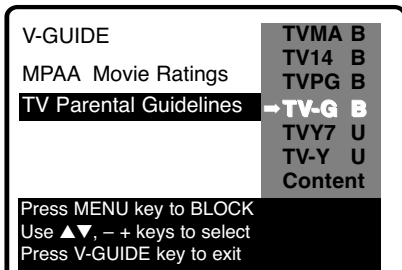 V-GUIDE
MPAA Movie Ratings
TV Parental Guidelines
TVMA B
TV14 B
TVPG B
➡TV-G B
TVY7 U
TV-Y U
Content
Press MENU key to BLOCK
Use ▲▼, – + keys to select
Press V-GUIDE key to exit